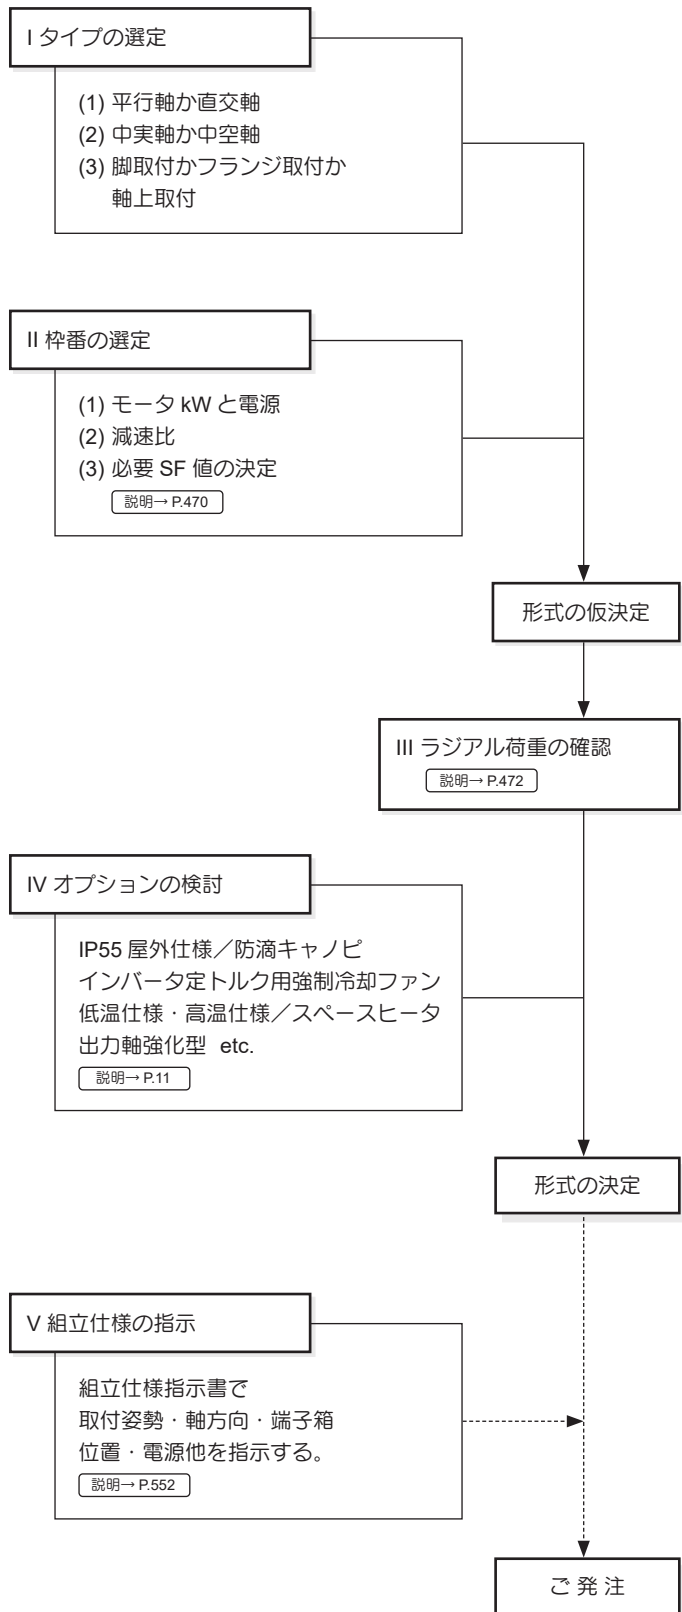 I タイプの選定
(1) 平行軸か直交軸
(2) 中実軸か中空軸
(3) 脚取付かフランジ取付か
軸上取付
II 枠番の選定
(1) モータ kW と電源
(2) 減速比
(3) 必要 SF 値の決定
説明→ P.470
形式の仮決定
III ラジアル荷重の確認
説明→ P.472
IV オプションの検討
IP55 屋外仕様／防滴キャノピ
インバータ定トルク用強制冷却ファン
低温仕様・高温仕様／スペースヒータ
出力軸強化型 etc.
説明→ P.11
形式の決定
V 組立仕様の指示
組立仕様指示書で
取付姿勢・軸方向・端子箱
位置・電源他を指示する。
説明→ P.552
ご 発 注